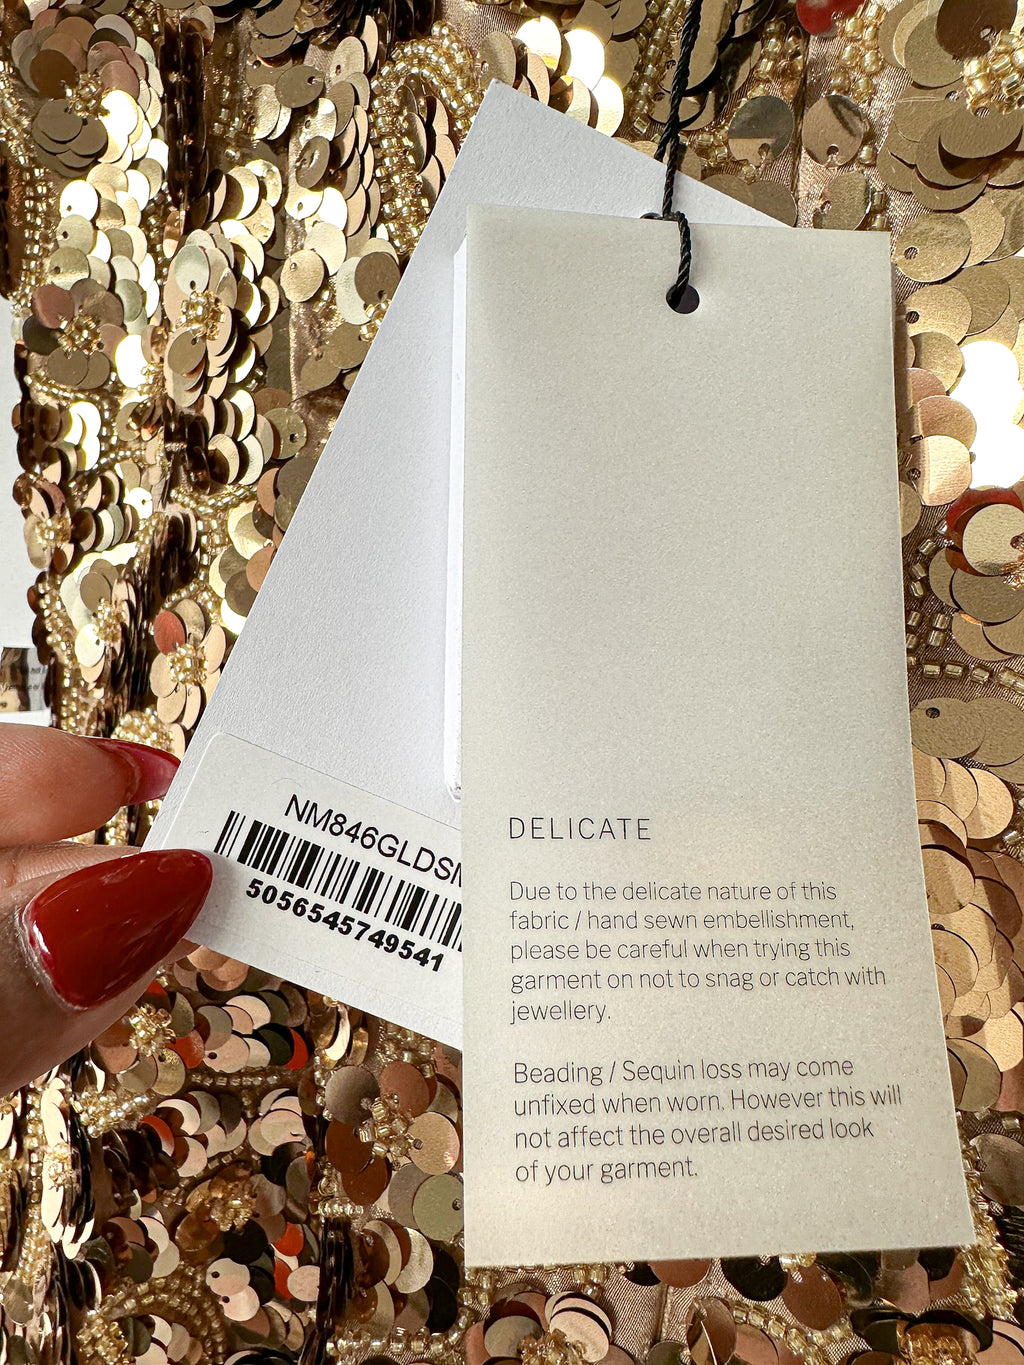 NM846GLDSM
5056545749541
DELICATE
Due to the delicate nature of this
fabric / hand sewn embellishment,
please be careful when trying this
garment on not to snag or catch with
jewellery.
Beading / Sequin loss may come
unfixed when worn. However this will
not affect the overall desired look
of your garment.